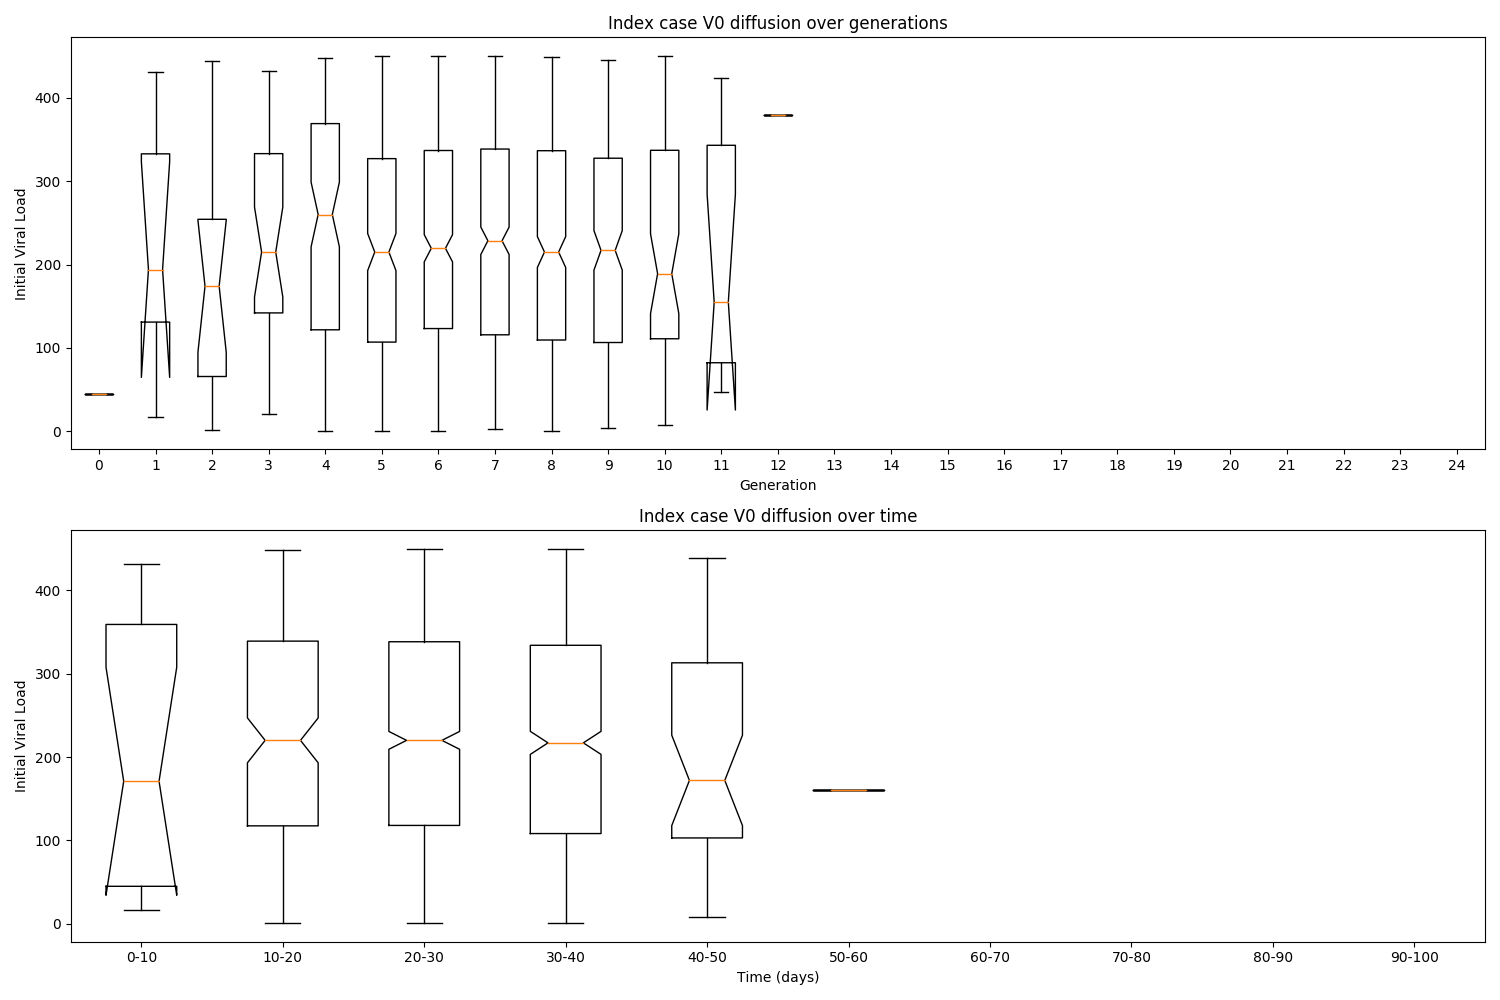 Index case V0 diffusion over generations
Initial Viral Load
400
300
200
100
0
0 1 2 3 4 5 6 7 8 9 10 11 12 13 14 15 16 17 18 19 20 21 22 23 24
Generation
Index case V0 diffusion over time
Initial Viral Load
400
300
200
100
0
0-10 10-20 20-30 30-40 40-50 50-60 60-70 70-80 80-90 90-100
Time (days)